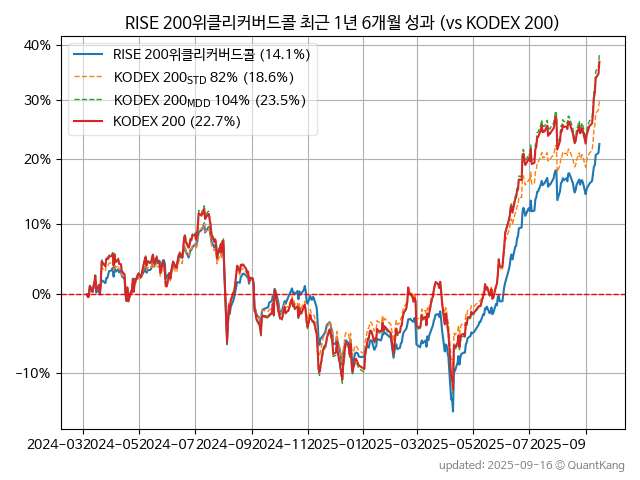 RISE 200위클리커버드콜 최근 1년 6개월 성과 (vs KODEX 200)
RISE 200위클리커버드콜 (14.1%)
KODEX 200STD 82% (18.6%)
KODEX 200MDD 104% (23.5%)
KODEX 200 (22.7%)
40%
30%
20%
10%
0%
−10%
2024-03 2024-05 2024-07 2024-09 2024-11 2025-01 2025-03 2025-05 2025-07 2025-09
updated: 2025-09-16 © QuantKang